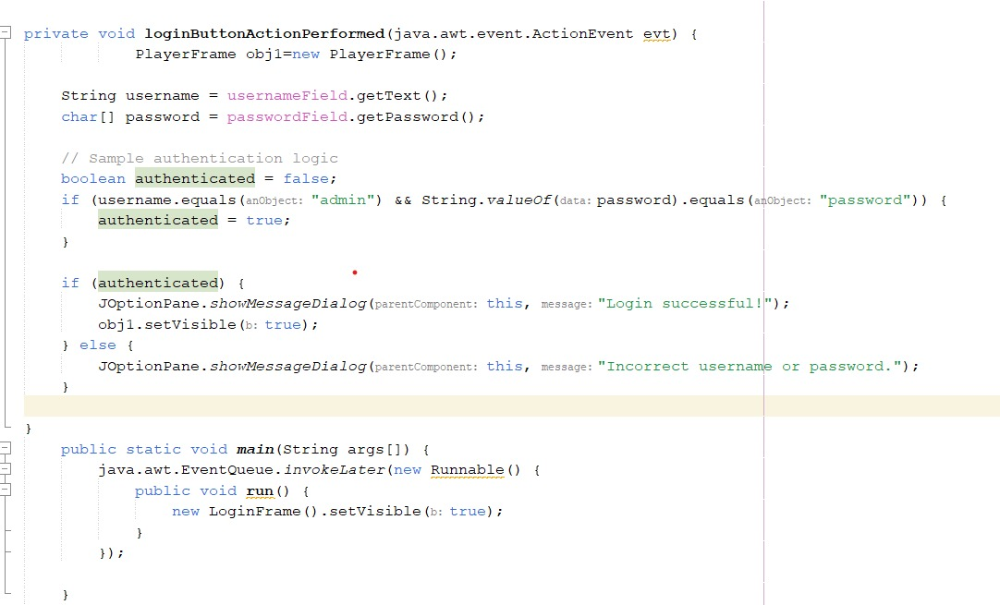 private void loginButtonActionPerformed(java.awt.event.ActionEvent evt) {
PlayerFrame obj1=new PlayerFrame();
String username = usernameField.getText();
char[] password = passwordField.getPassword();
// Sample authentication logic
boolean authenticated = false;
if (username.equals(anObject: "admin") && String.valueOf(data: password).equals(anObject: "password")) {
authenticated = true;
}
if (authenticated) {
JOptionPane.showMessageDialog(parentComponent: this, message: "Login successful!");
obj1.setVisible(b: true);
} else {
JOptionPane.showMessageDialog(parentComponent: this, message: "Incorrect username or password.");
}
}
public static void main(String args[]) {
java.awt.EventQueue.invokeLater(new Runnable() {
public void run() {
new LoginFrame().setVisible(b: true);
}
});
}